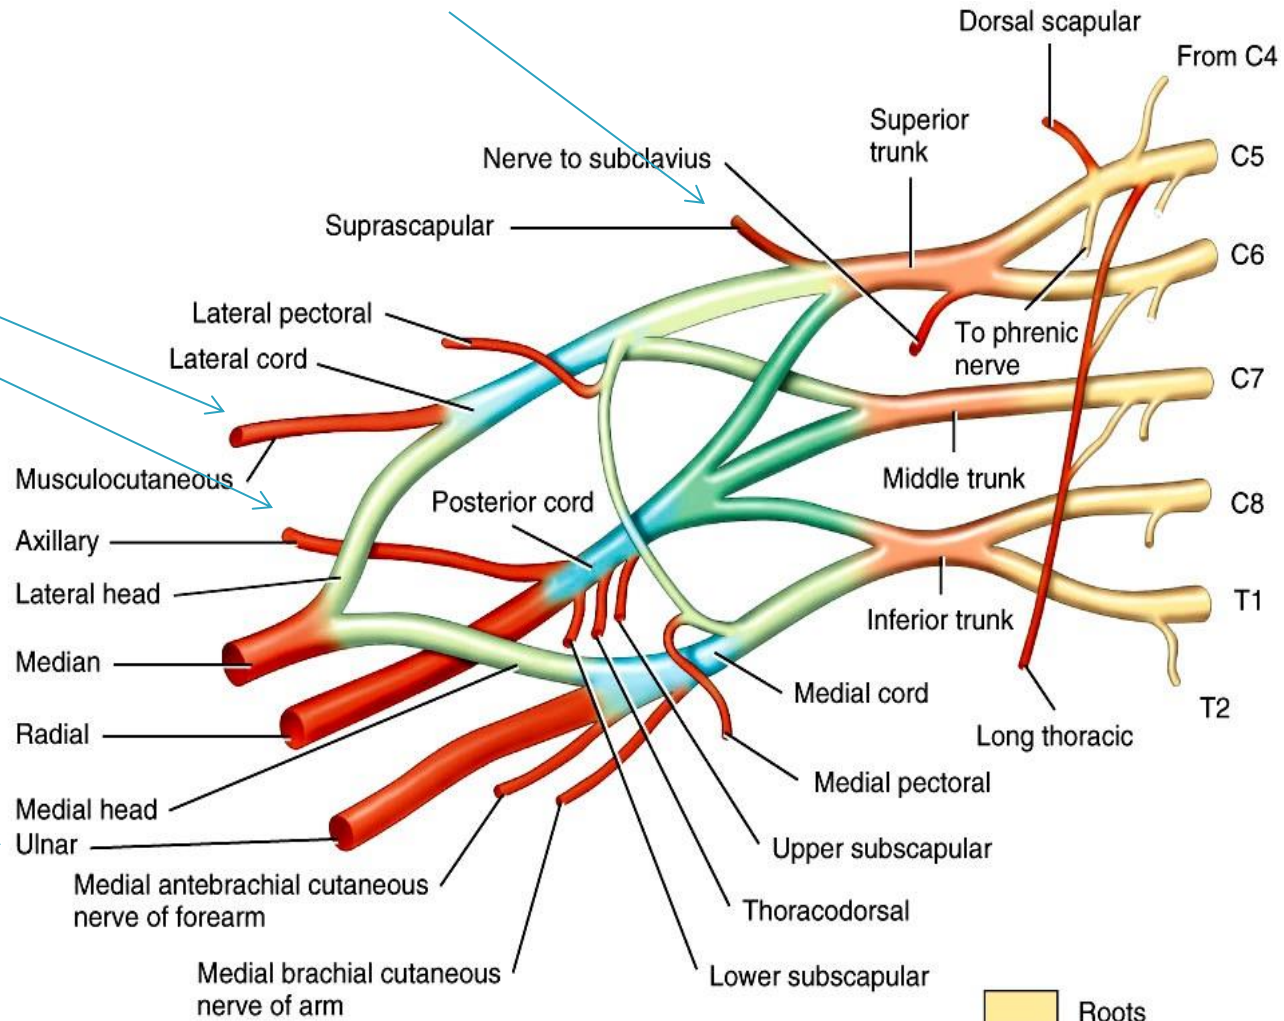 Dorsal scapular
From C4
Superior
trunk
Nerve to subclavius
C5
Suprascapular
C6
Lateral pectoral
To phrenic
nerve
Lateral cord
C7
Musculocutaneous
Middle trunk
Posterior cord
C8
Axillary
Lateral head
T1
Inferior trunk
Median
Medial cord
T2
Radial
Long thoracic
Medial pectoral
Medial head
Ulnar
Upper subscapular
Medial antebrachial cutaneous
nerve of forearm
Thoracodorsal
Medial brachial cutaneous
nerve of arm
Lower subscapular
Roots